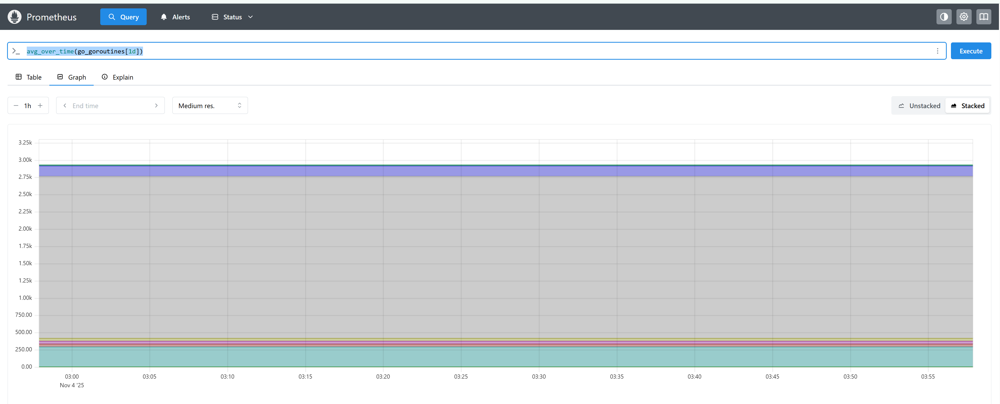 Prometheus Query Alerts Status
avg_over_time(go_goroutines[1d])
Execute
Table Graph Explain
1h End time Medium res. Unstacked Stacked
3.25k
3.00k
2.75k
2.50k
2.25k
2.00k
1.75k
1.50k
1.25k
1.00k
750.00
500.00
250.00
0.00
03:00 03:05 03:10 03:15 03:20 03:25 03:30 03:35 03:40 03:45 03:50 03:55
Nov 4 '25